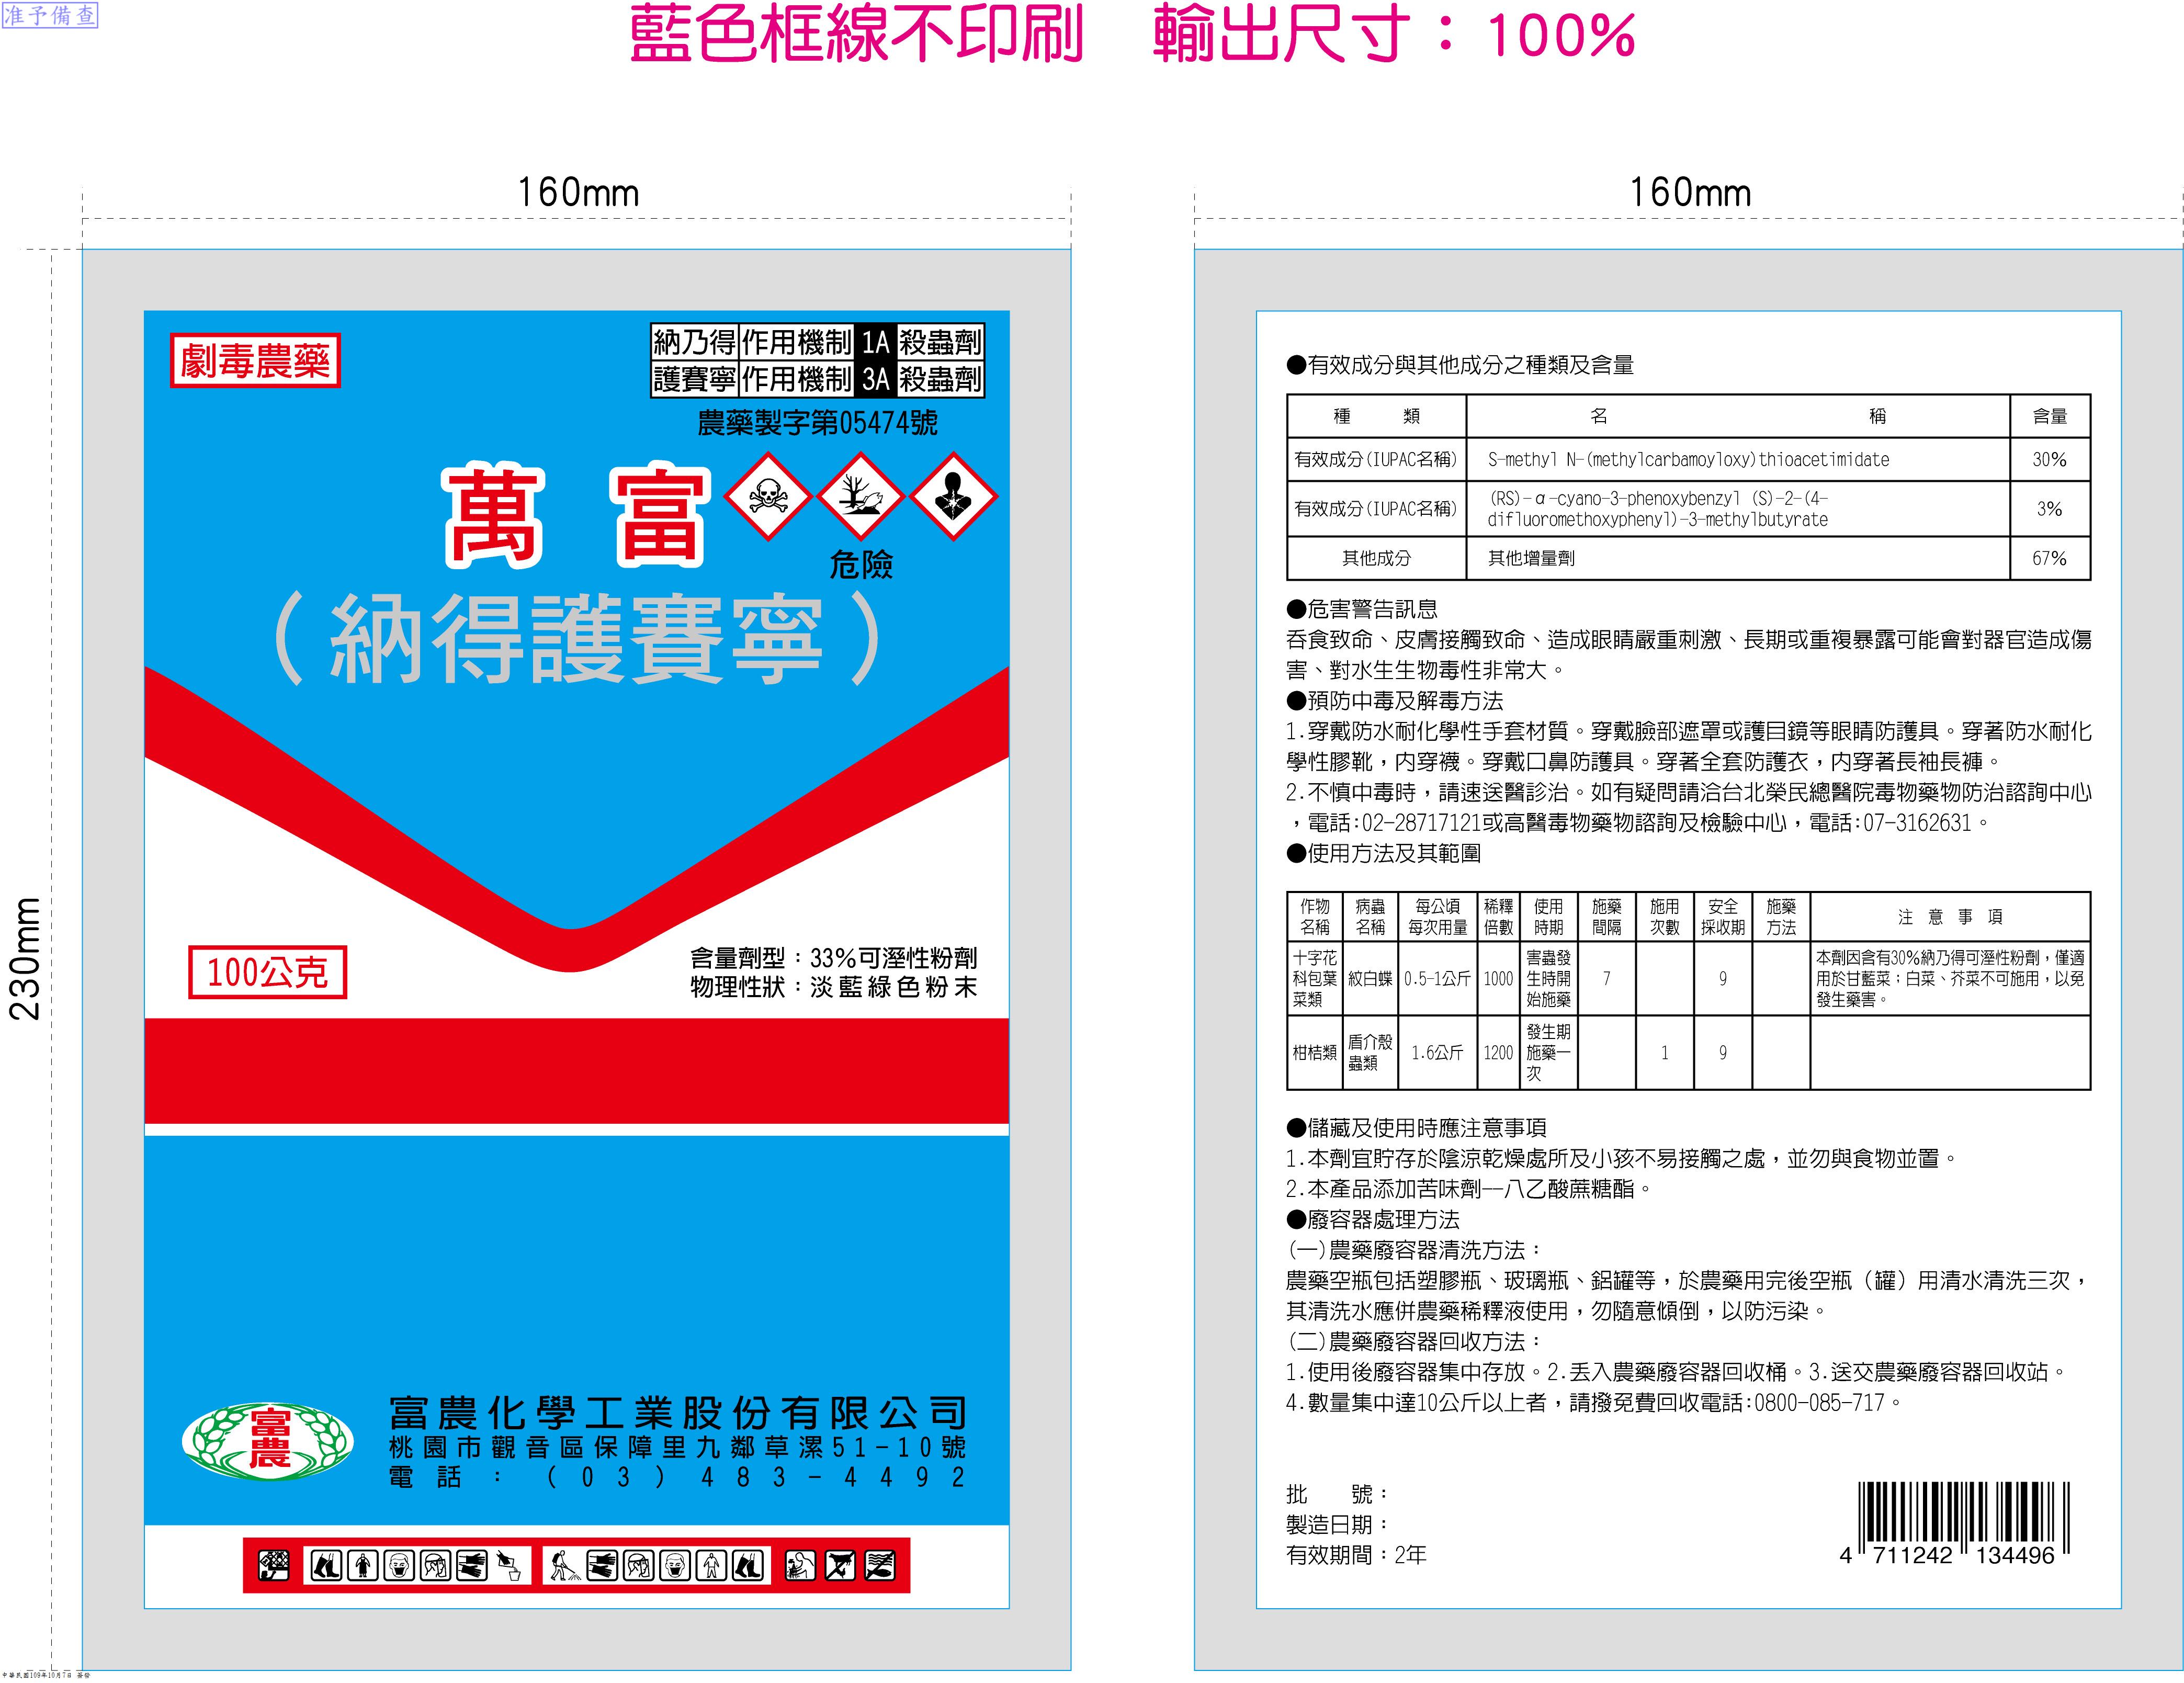 准予備查
藍色框線不印刷 輸出尺寸：100%
160mm
160mm
230mm
劇毒農藥
納乃得 作用機制 1A 殺蟲劑
護賽寧 作用機制 3A 殺蟲劑
農藥製字第05474號
萬富
危險
（納得護賽寧）
100公克
含量劑型：33%可溼性粉劑
物理性狀：淡藍綠色粉末
富農
富農化學工業股份有限公司
桃園市觀音區保障里九鄰草漯51-10號
電話：(03)483-4492
中華民國109年10月7日
●有效成分與其他成分之種類及含量
種類 名稱 含量
有效成分(IUPAC名稱) S-methyl N-(methylcarbamoyloxy)thioacetimidate 30%
有效成分(IUPAC名稱) (RS)-α-cyano-3-phenoxybenzyl (S)-2-(4-
difluoromethoxyphenyl)-3-methylbutyrate 3%
其他成分 其他增量劑 67%
●危害警告訊息
吞食致命、皮膚接觸致命、造成眼睛嚴重刺激、長期或重複暴露可能會對器官造成傷
害、對水生生物毒性非常大。
●預防中毒及解毒方法
1.穿戴防水耐化學性手套材質。穿戴臉部遮罩或護目鏡等眼睛防護具。穿著防水耐化
學性膠靴，內穿襪。穿戴口鼻防護具。穿著全套防護衣，內穿著長袖長褲。
2.不慎中毒時，請速送醫診治。如有疑問請洽台北榮民總醫院毒物藥物防治諮詢中心
，電話:02-28717121或高醫毒物藥物諮詢及檢驗中心，電話:07-3162631。
●使用方法及其範圍
作物名稱 病蟲名稱 每公頃每次用量 稀釋倍數 使用時期 施藥間隔 施用次數 安全採收期 施藥方法 注意事項
十字花科包葉菜類 紋白蝶 0.5-1公斤 1000 害蟲發生時開始施藥 7 9 本劑因含有30%納乃得可溼性粉劑，僅適用於甘藍菜；白菜、芥菜不可施用，以免發生藥害。
柑桔類 盾介殼蟲類 1.6公斤 1200 發生期施藥一次 1 9
●儲藏及使用時應注意事項
1.本劑宜貯存於陰涼乾燥處所及小孩不易接觸之處，並勿與食物並置。
2.本產品添加苦味劑--八乙酸蔗糖酯。
●廢容器處理方法
(一)農藥廢容器清洗方法：
農藥空瓶包括塑膠瓶、玻璃瓶、鋁罐等，於農藥用完後空瓶（罐）用清水清洗三次，
其清洗水應併農藥稀釋液使用，勿隨意傾倒，以防污染。
(二)農藥廢容器回收方法：
1.使用後廢容器集中存放。2.丟入農藥廢容器回收桶。3.送交農藥廢容器回收站。
4.數量集中達10公斤以上者，請撥免費回收電話:0800-085-717。
批號：
製造日期：
有效期間：2年
4 711242 134496